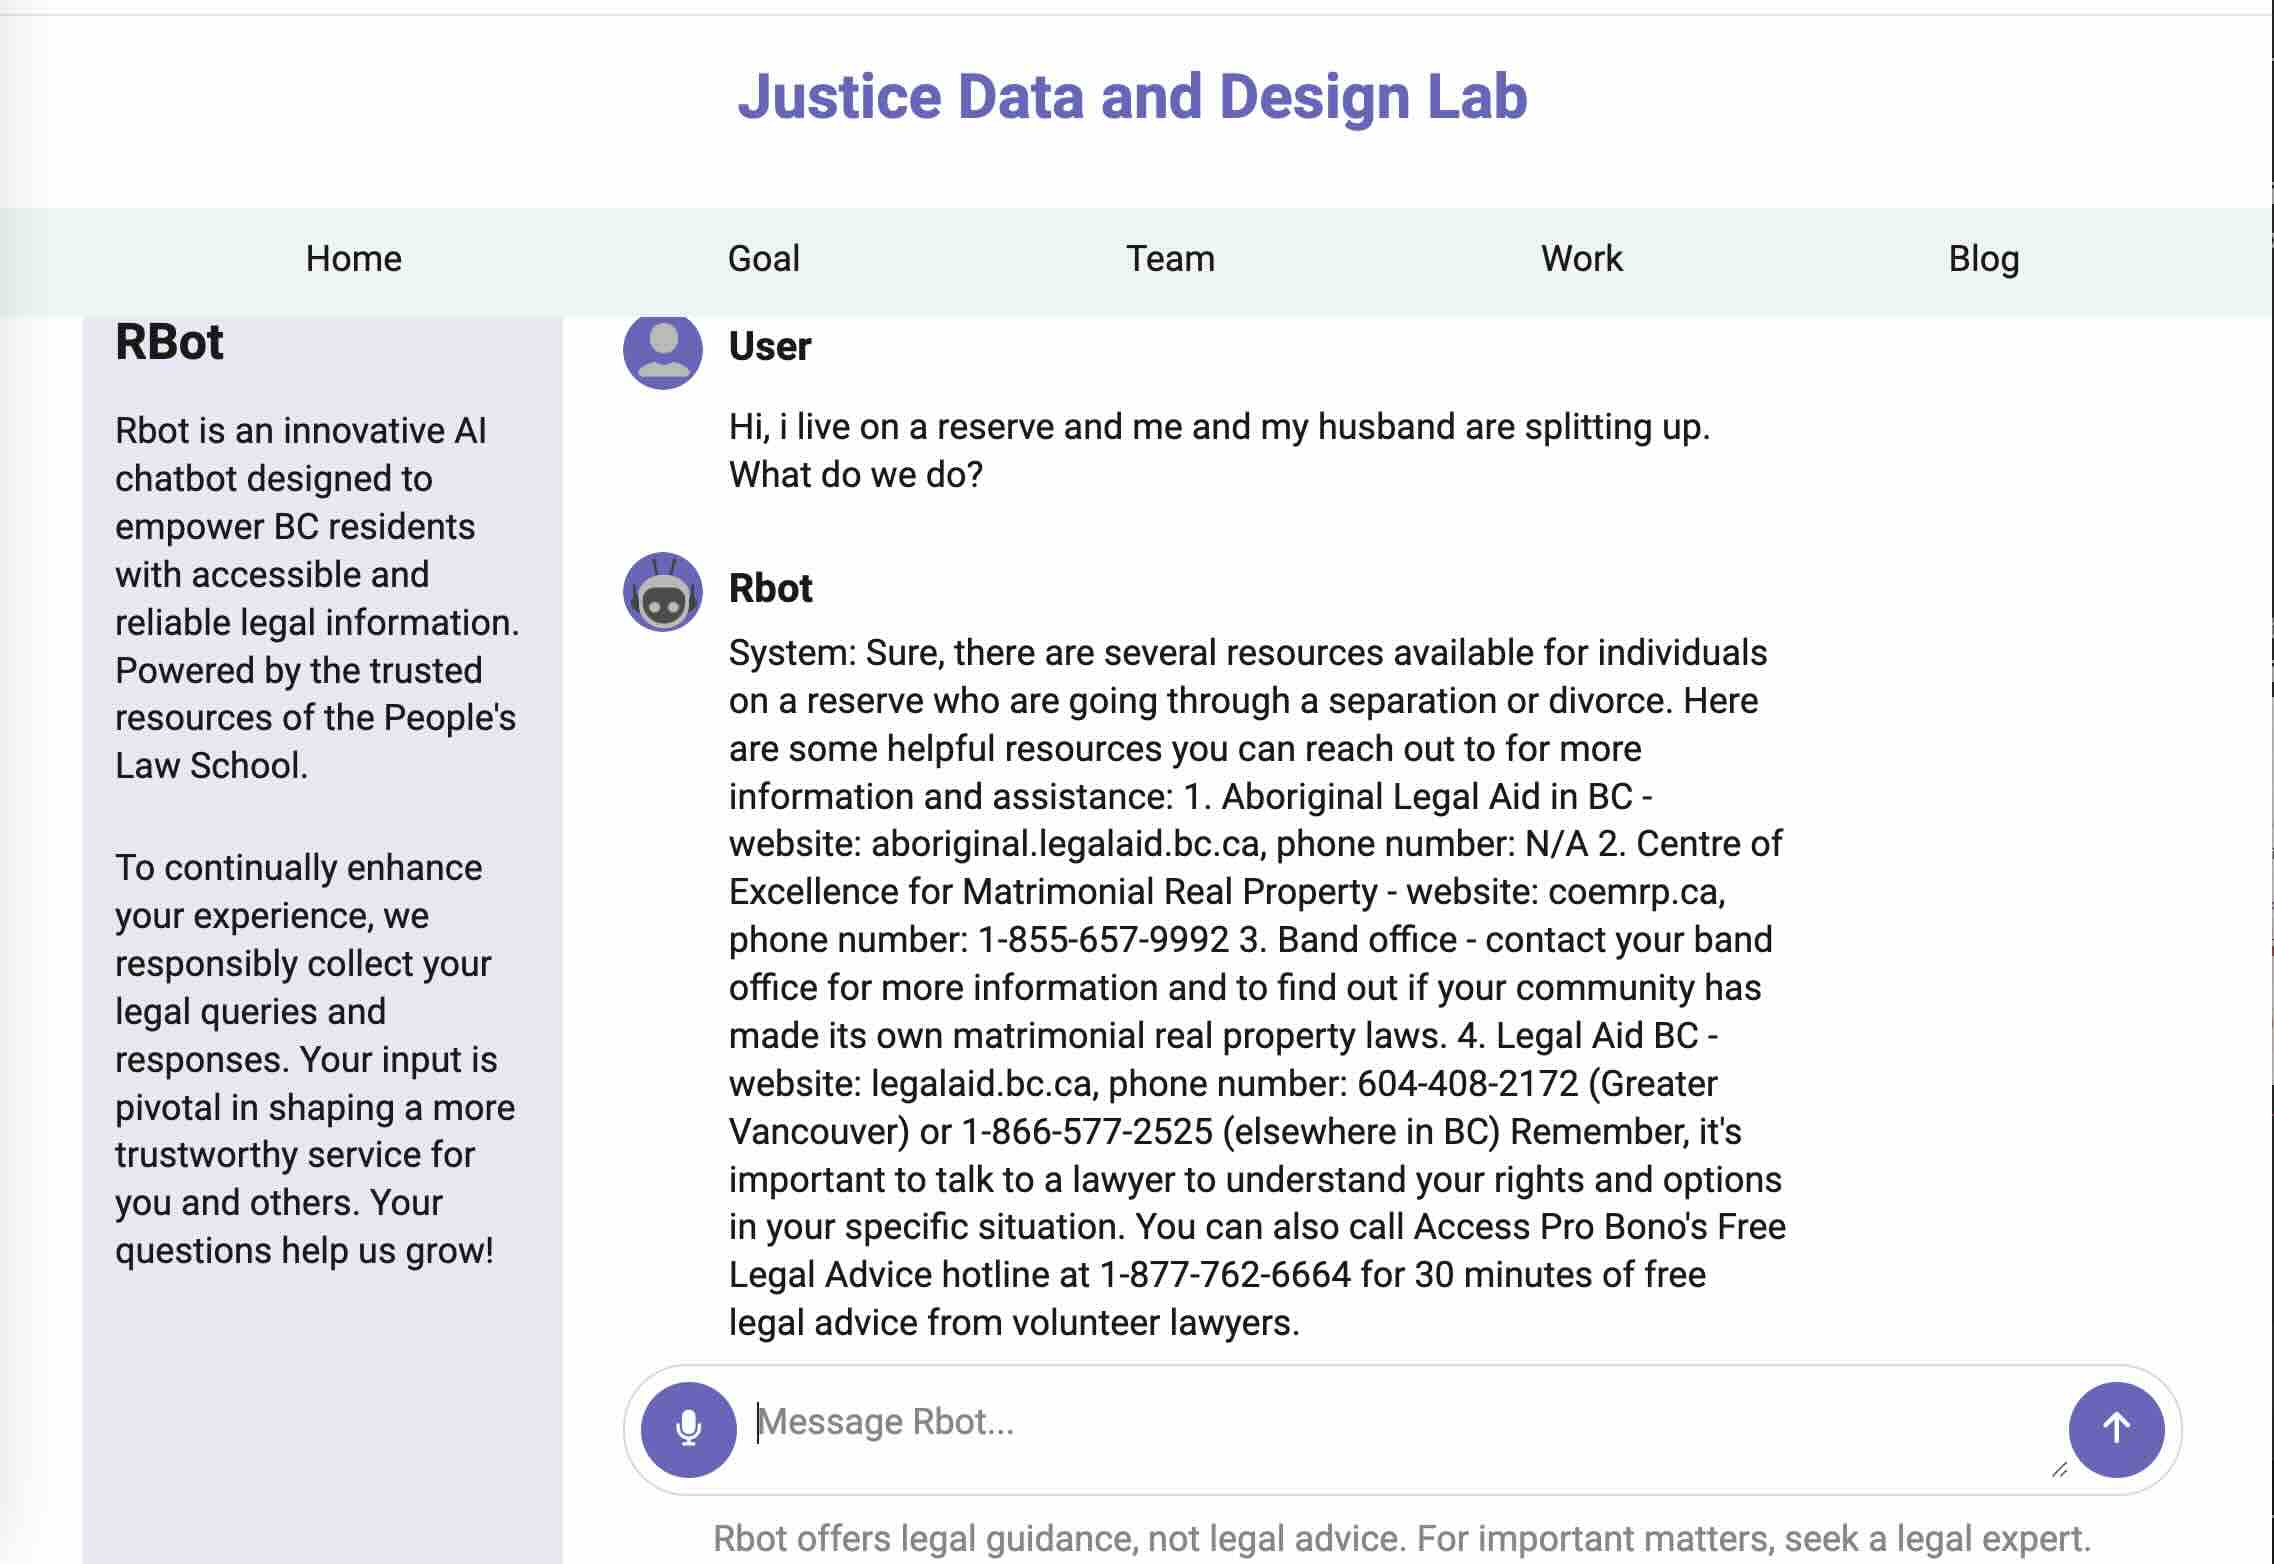 Justice Data and Design Lab
Home Goal Team Work Blog
RBot
Rbot is an innovative AI
chatbot designed to
empower BC residents
with accessible and
reliable legal information.
Powered by the trusted
resources of the People's
Law School.
To continually enhance
your experience, we
responsibly collect your
legal queries and
responses. Your input is
pivotal in shaping a more
trustworthy service for
you and others. Your
questions help us grow!
User
Hi, i live on a reserve and me and my husband are splitting up.
What do we do?
Rbot
System: Sure, there are several resources available for individuals
on a reserve who are going through a separation or divorce. Here
are some helpful resources you can reach out to for more
information and assistance: 1. Aboriginal Legal Aid in BC -
website: aboriginal.legalaid.bc.ca, phone number: N/A 2. Centre of
Excellence for Matrimonial Real Property - website: coemrp.ca,
phone number: 1-855-657-9992 3. Band office - contact your band
office for more information and to find out if your community has
made its own matrimonial real property laws. 4. Legal Aid BC -
website: legalaid.bc.ca, phone number: 604-408-2172 (Greater
Vancouver) or 1-866-577-2525 (elsewhere in BC) Remember, it's
important to talk to a lawyer to understand your rights and options
in your specific situation. You can also call Access Pro Bono's Free
Legal Advice hotline at 1-877-762-6664 for 30 minutes of free
legal advice from volunteer lawyers.
Message Rbot...
Rbot offers legal guidance, not legal advice. For important matters, seek a legal expert.